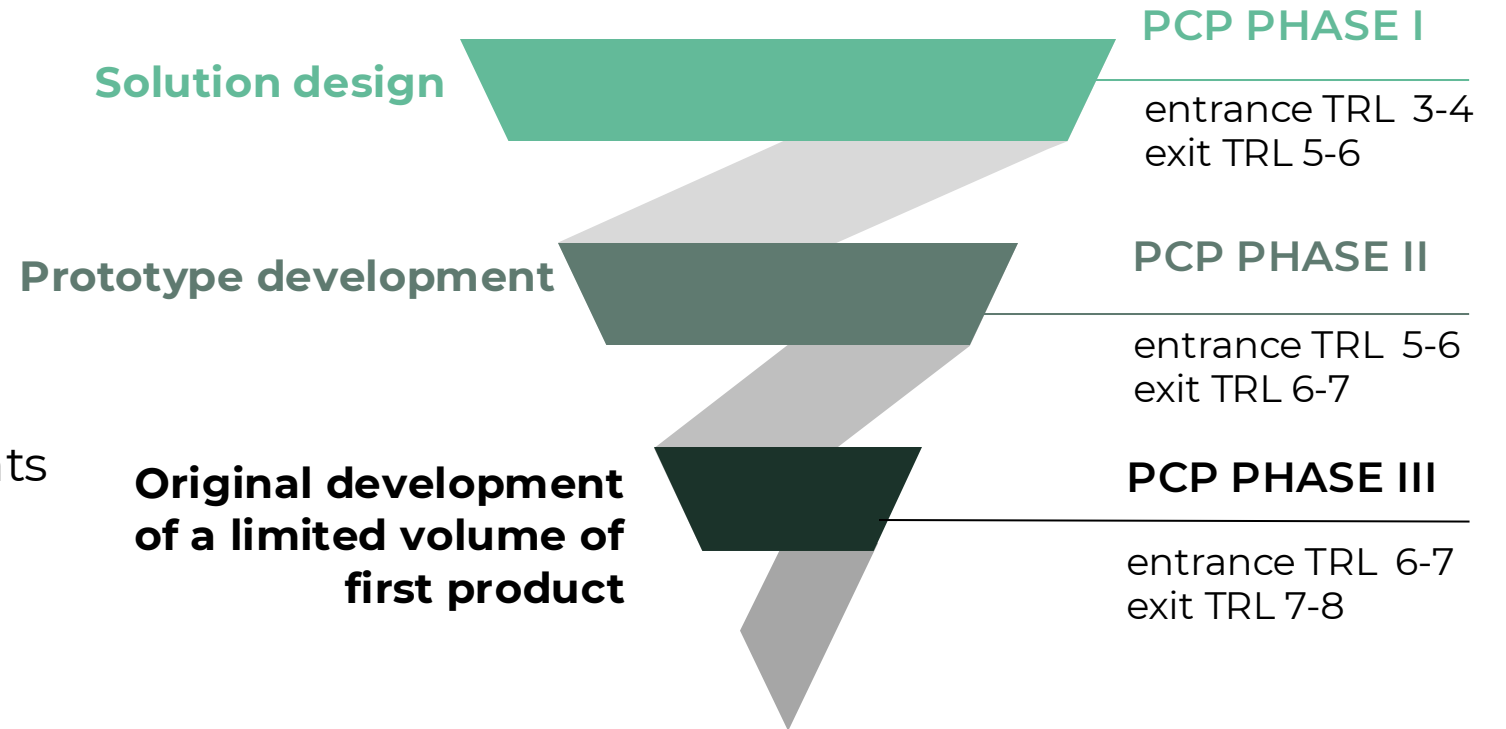 PCP PHASE I
Solution design
entrance TRL 3-4
exit TRL 5-6
PCP PHASE II
Prototype development
entrance TRL 5-6
exit TRL 6-7
PCP PHASE III
Original development
of a limited volume of
first product
entrance TRL 6-7
exit TRL 7-8